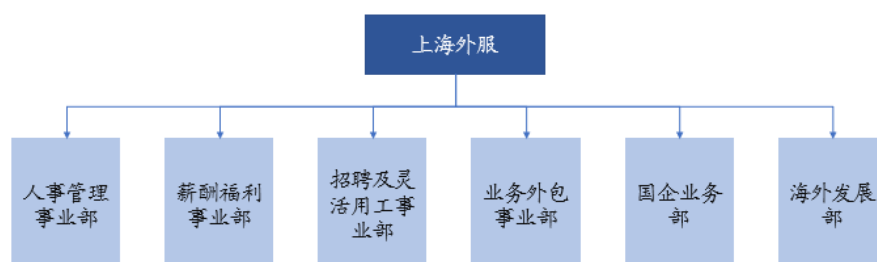 上海外服
人事管理
事业部
薪酬福利
事业部
招聘及灵
活用工事
业部
业务外包
事业部
国企业务
部
海外发展
部